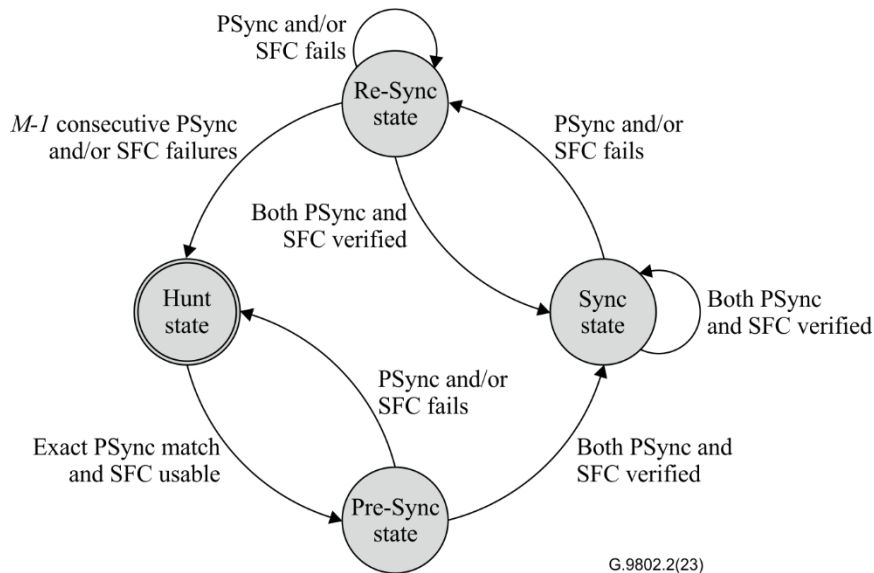 PSync and/or
SFC fails
Re-Sync
state
M-1 consecutive PSync
and/or SFC failures
PSync and/or
SFC fails
Both PSync and
SFC verified
Hunt
state
Sync
state
Both PSync
and SFC verified
PSync and/or
SFC fails
Exact PSync match
and SFC usable
Both PSync and
SFC verified
Pre-Sync
state
G.9802.2(23)